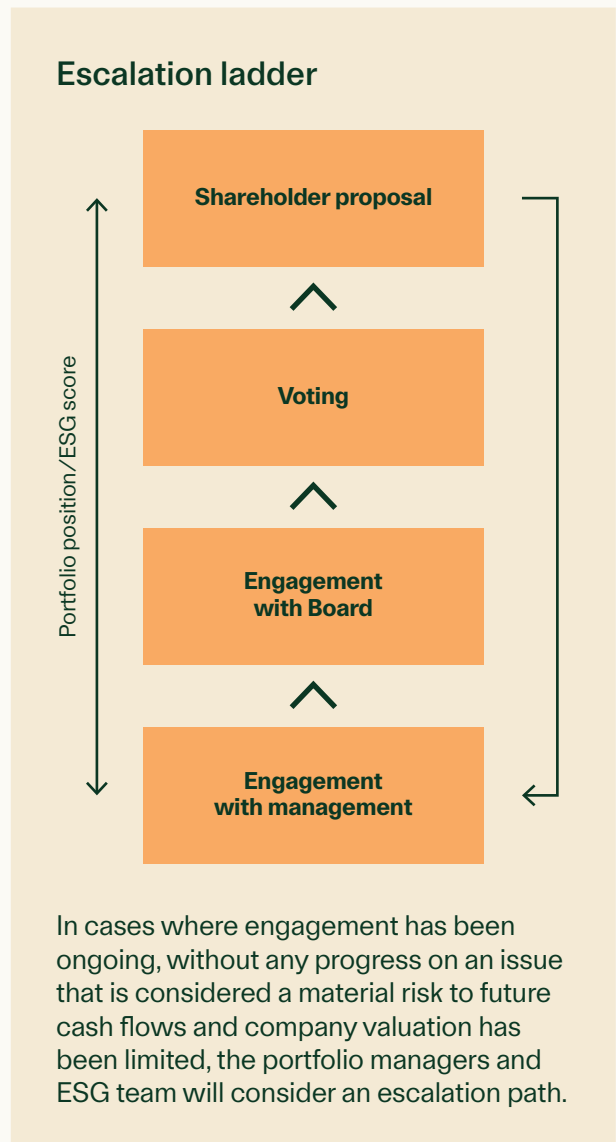 Escalation ladder
Shareholder proposal
Voting
Engagement
with Board
Engagement
with management
Portfolio position/ESG score
In cases where engagement has been
ongoing, without any progress on an issue
that is considered a material risk to future
cash flows and company valuation has
been limited, the portfolio managers and
ESG team will consider an escalation path.